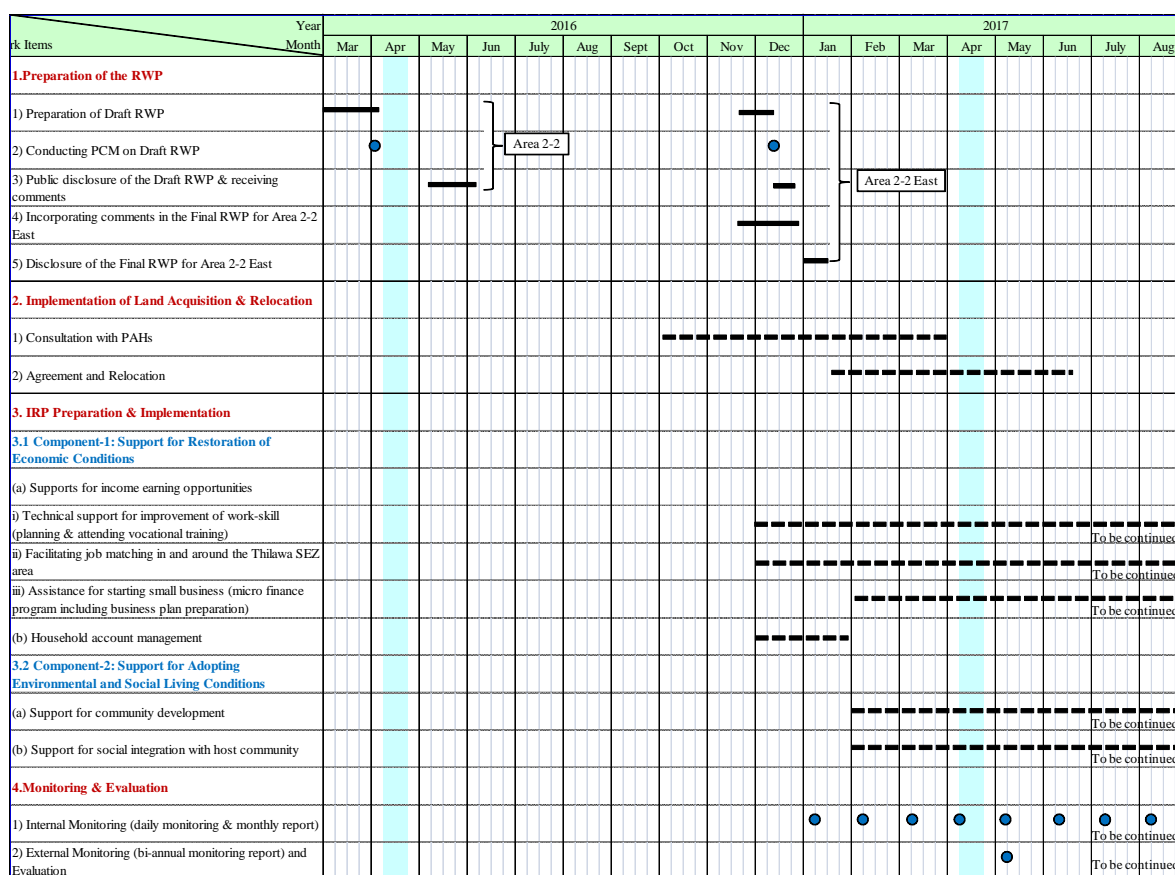 Year
2016
2017
rk Items
Month
Mar
Apr
May
Jun
July
Aug
Sept
Oct
Nov
Dec
Jan
Feb
Mar
Apr
May
Jun
July
Aug
1.Preparation of the RWP
1) Preparation of Draft RWP
Area 2-2
2) Conducting PCM on Draft RWP
3) Public disclosure of the Draft RWP & receiving
comments
Area 2-2 East
4) Incorporating comments in the Final RWP for Area 2-2
East
5) Disclosure of the Final RWP for Area 2-2 East
2. Implementation of Land Acquisition & Relocation
1) Consultation with PAHs
2) Agreement and Relocation
3. IRP Preparation & Implementation
3.1 Component-1: Support for Restoration of
Economic Conditions
(a) Supports for income earning opportunities
i) Technical support for improvement of work-skill
(planning & attending vocational training)
To be continued
ii) Facilitating job matching in and around the Thilawa SEZ
area
To be continued
iii) Assistance for starting small business (micro finance
program including business plan preparation)
To be continued
(b) Household account management
3.2 Component-2: Support for Adopting
Environmental and Social Living Conditions
(a) Support for community development
To be continued
(b) Support for social integration with host community
To be continued
4.Monitoring & Evaluation
1) Internal Monitoring (daily monitoring & monthly report)
To be continued
2) External Monitoring (bi-annual monitoring report) and
Evaluation
To be continued